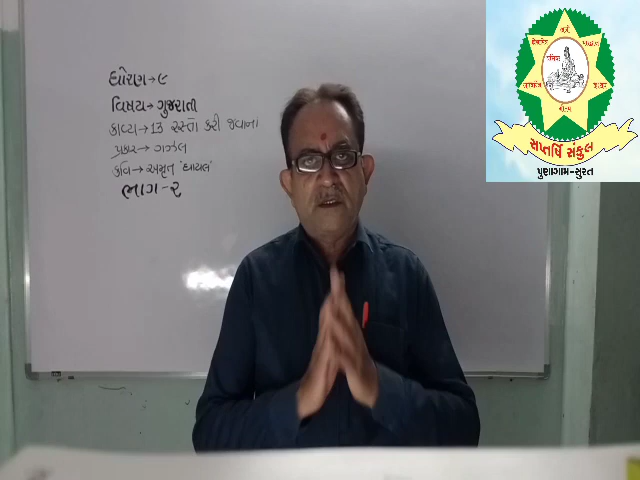 ધોરણ → ૯
વિષય → ગુજરાતી
કાવ્ય → 13 રસ્તો કરી જવાના
પ્રકાર → ગઝલ
કવિ → અમૃત 'ઘાયલ'
ભાગ - ૨
સપ્તર્ષિ સંકુલ
પુણાગામ-સુરત